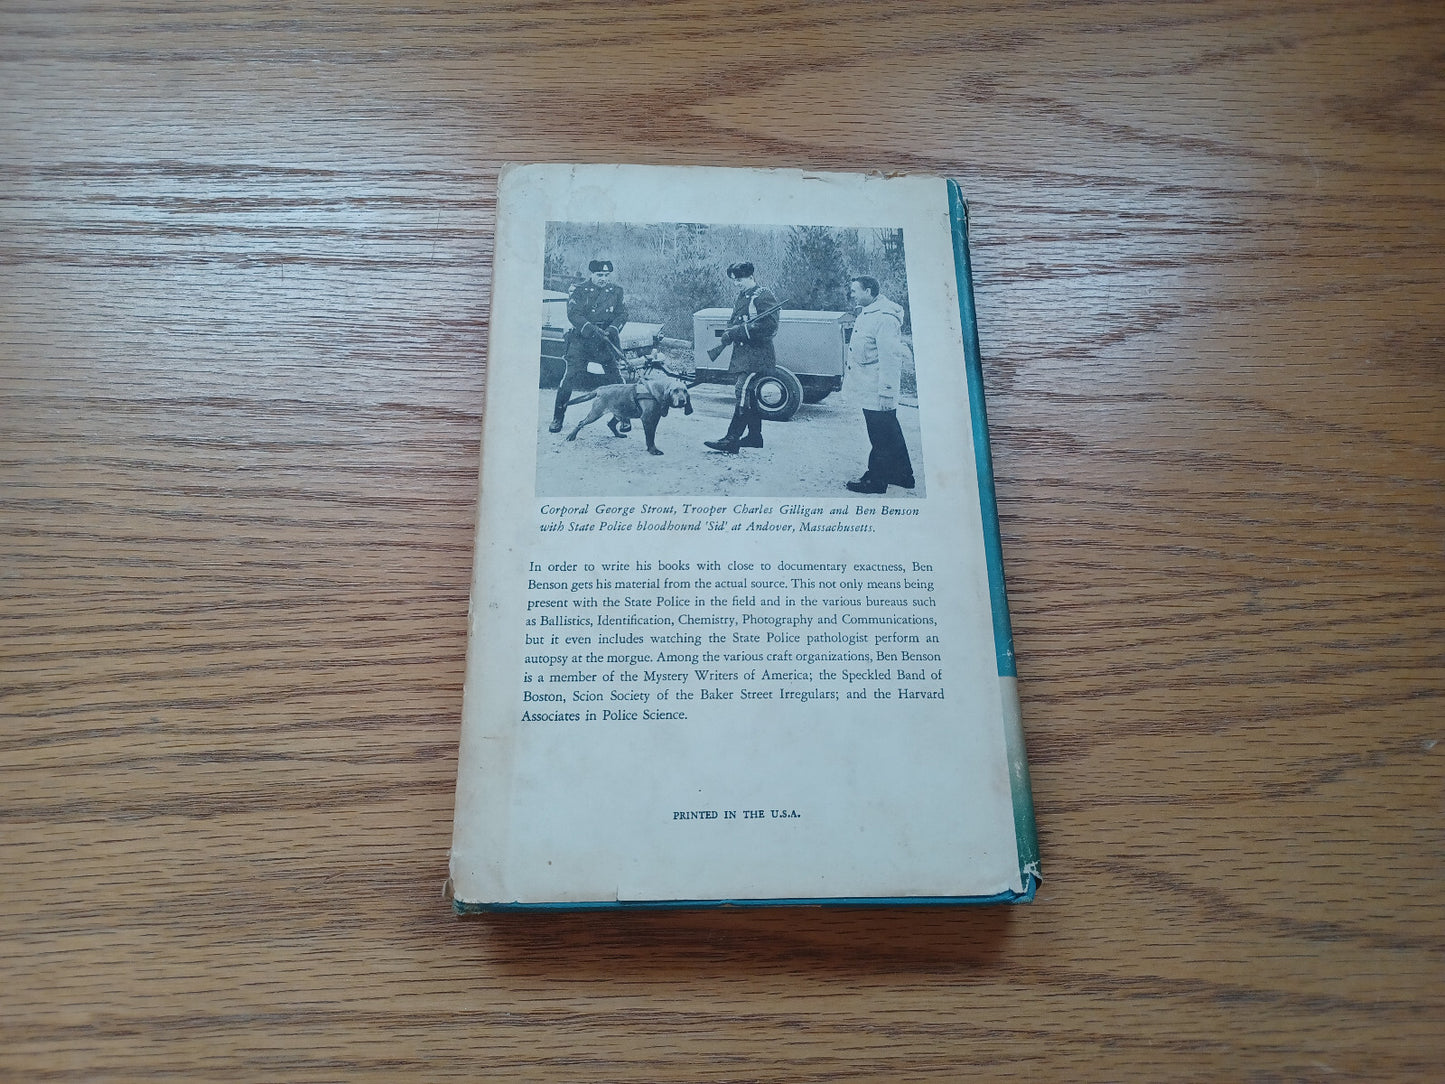 Corporal George Strout, Trooper Charles Gilligan and Ben Benson
with State Police bloodhound 'Sid' at Andover, Massachusetts.
In order to write his books with close to documentary exactness, Ben
Benson gets his material from the actual source. This not only means being
present with the State Police in the field and in the various bureaus such
as Ballistics, Identification, Chemistry, Photography and Communications,
but it even includes watching the State Police pathologist perform an
autopsy at the morgue. Among the various craft organizations, Ben Benson
is a member of the Mystery Writers of America; the Speckled Band of
Boston, Scion Society of the Baker Street Irregulars; and the Harvard
Associates in Police Science.
PRINTED IN THE U.S.A.